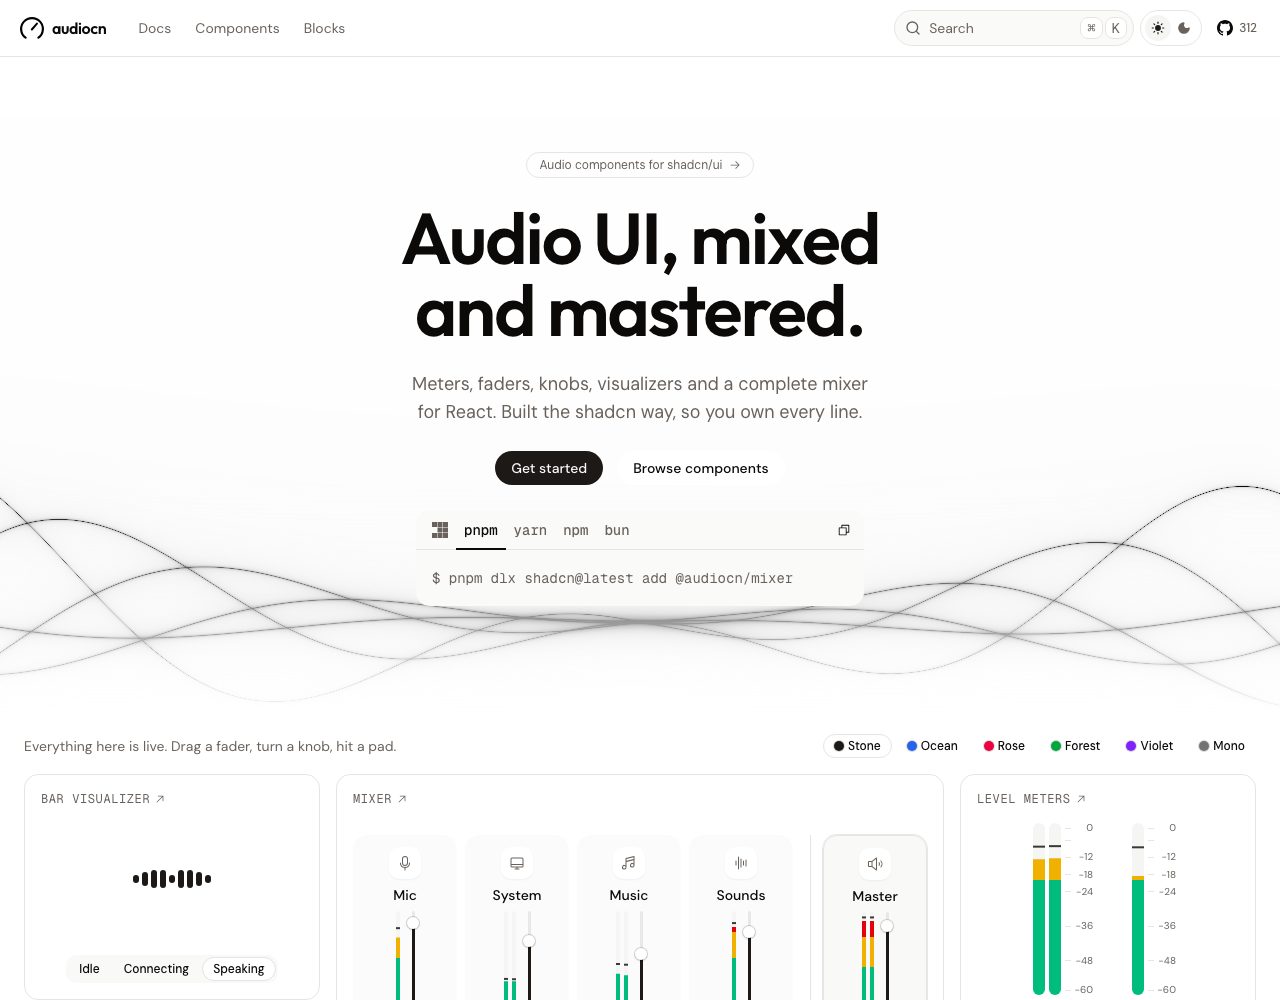 audiocn
Docs
Components
Blocks
Search
⌘ K
312
Audio components for shadcn/ui →
Audio UI, mixed
and mastered.
Meters, faders, knobs, visualizers and a complete mixer
for React. Built the shadcn way, so you own every line.
Get started
Browse components
pnpm yarn npm bun
$ pnpm dlx shadcn@latest add @audiocn/mixer
Everything here is live. Drag a fader, turn a knob, hit a pad.
Stone
Ocean
Rose
Forest
Violet
Mono
BAR VISUALIZER ↗
Idle
Connecting
Speaking
MIXER ↗
Mic
System
Music
Sounds
Master
LEVEL METERS ↗
0 0
-12 -12
-18 -18
-24 -24
-36 -36
-48 -48
-60 -60